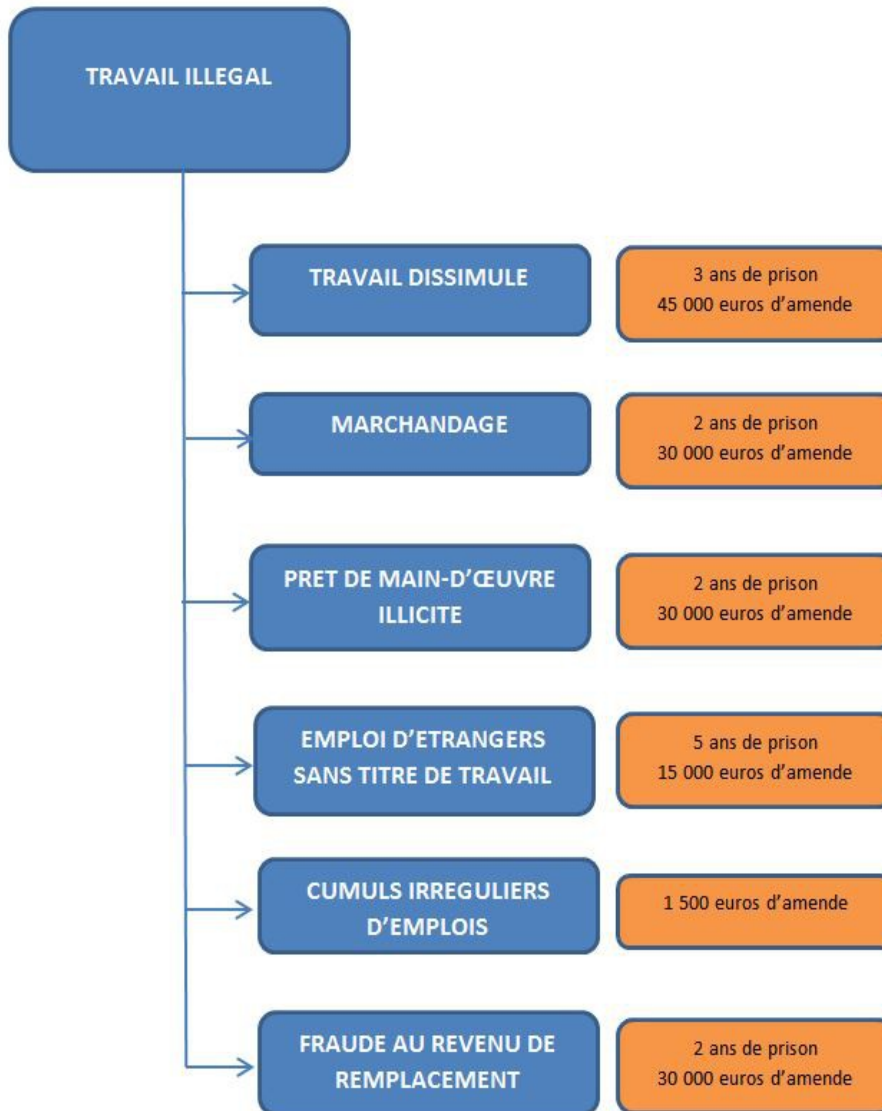 TRAVAIL ILLEGAL
TRAVAIL DISSIMULE
3 ans de prison
45 000 euros d’amende
MARCHANDAGE
2 ans de prison
30 000 euros d’amende
PRET DE MAIN-D’ŒUVRE
ILLICITE
2 ans de prison
30 000 euros d’amende
EMPLOI D’ETRANGERS
SANS TITRE DE TRAVAIL
5 ans de prison
15 000 euros d’amende
CUMULS IRREGULIERS
D’EMPLOIS
1 500 euros d’amende
FRAUDE AU REVENU DE
REMPLACEMENT
2 ans de prison
30 000 euros d’amende